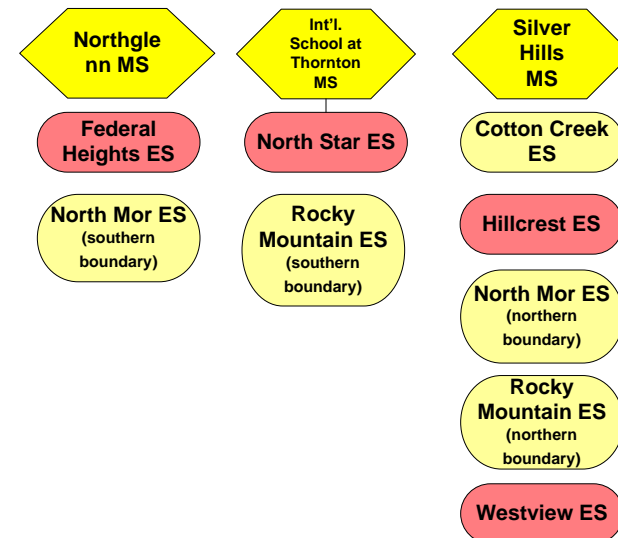 Northgle
nn MS
Federal
Heights ES
North Mor ES
(southern
boundary)
Int'l.
School at
Thornton
MS
North Star ES
Rocky
Mountain ES
(southern
boundary)
Silver
Hills
MS
Cotton Creek
ES
Hillcrest ES
North Mor ES
(northern
boundary)
Rocky
Mountain ES
(northern
boundary)
Westview ES